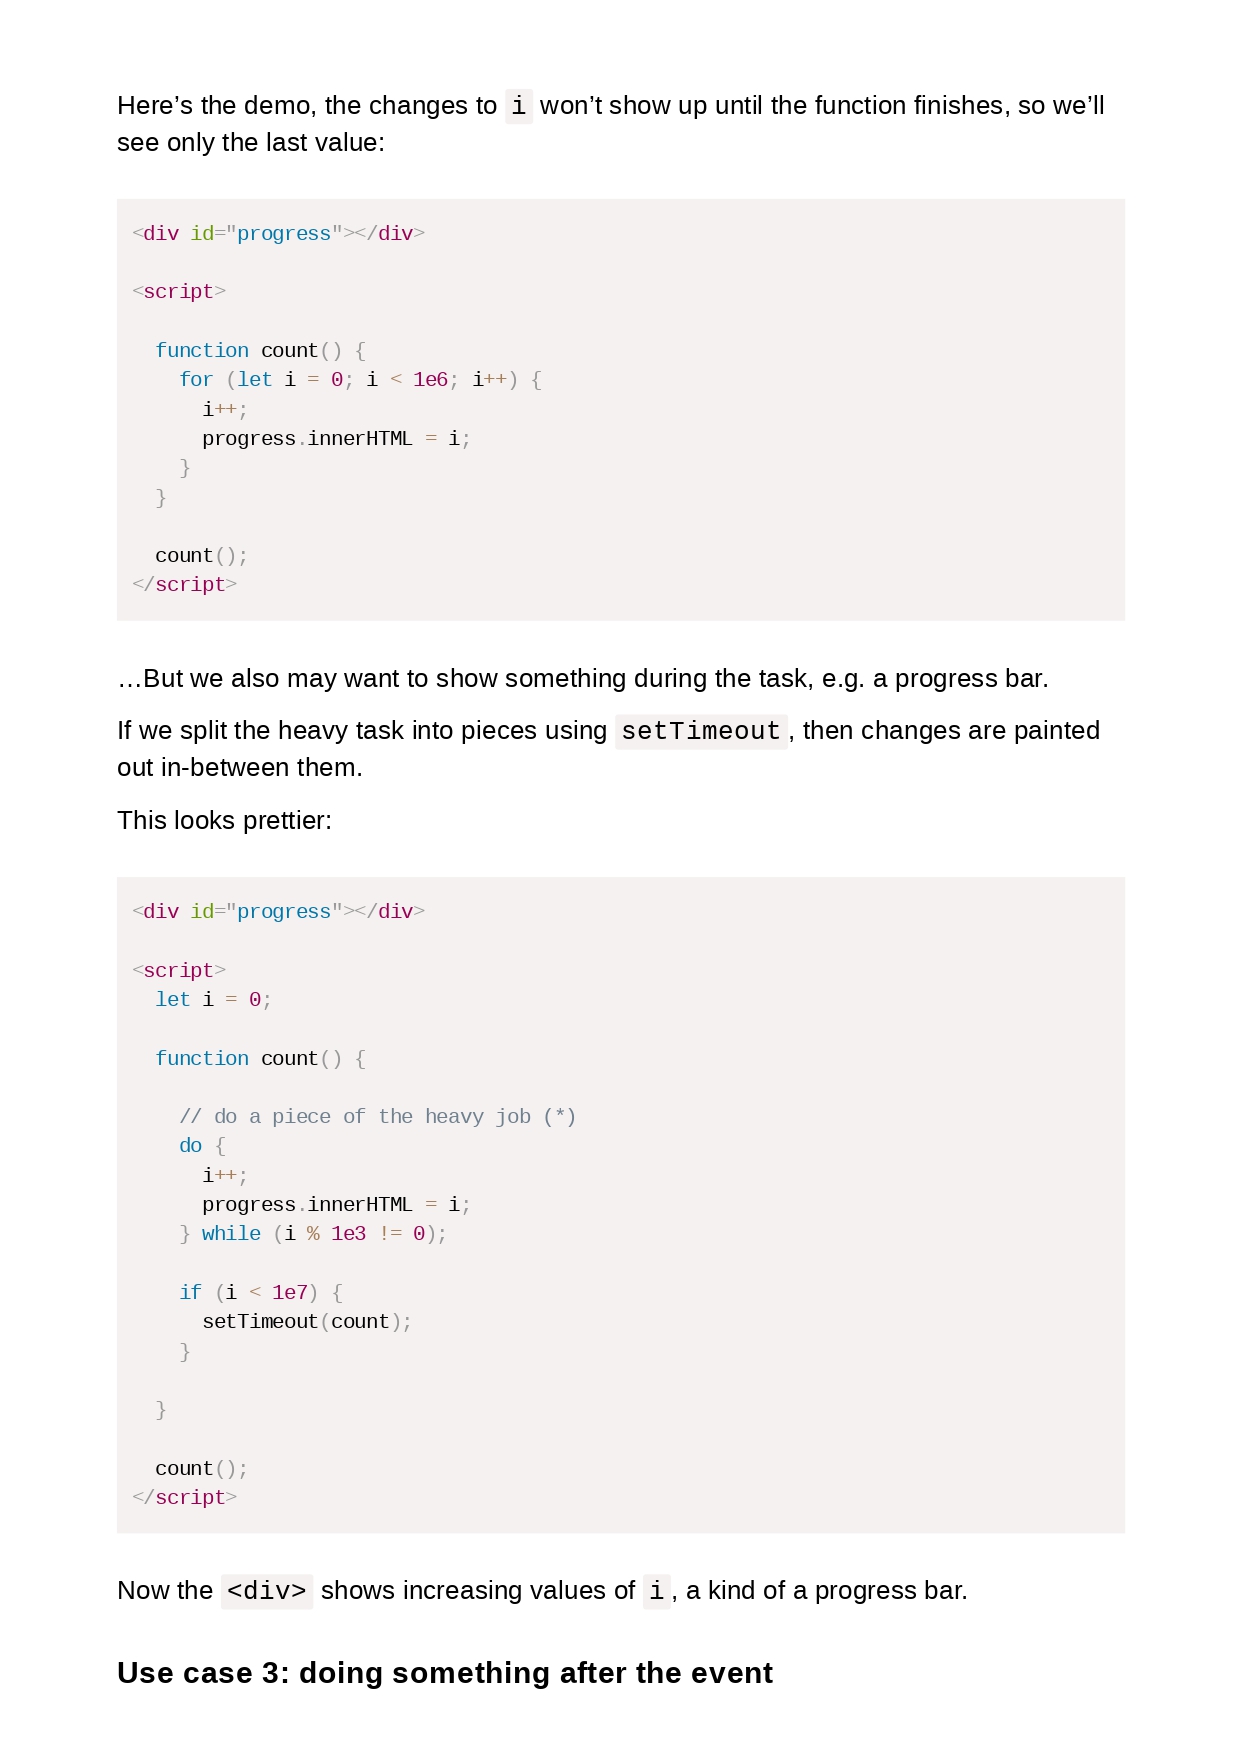 Here’s the demo, the changes to i won’t show up until the function finishes, so we’ll
see only the last value:
<div id="progress"></div>
<script>
function count() {
for (let i = 0; i < 1e6; i++) {
i++;
progress.innerHTML = i;
}
}
count();
</script>
…But we also may want to show something during the task, e.g. a progress bar.
If we split the heavy task into pieces using setTimeout, then changes are painted
out in-between them.
This looks prettier:
<div id="progress"></div>
<script>
let i = 0;
function count() {
// do a piece of the heavy job (*)
do {
i++;
progress.innerHTML = i;
} while (i % 1e3 != 0);
if (i < 1e7) {
setTimeout(count);
}
}
count();
</script>
Now the <div> shows increasing values of i, a kind of a progress bar.
Use case 3: doing something after the event